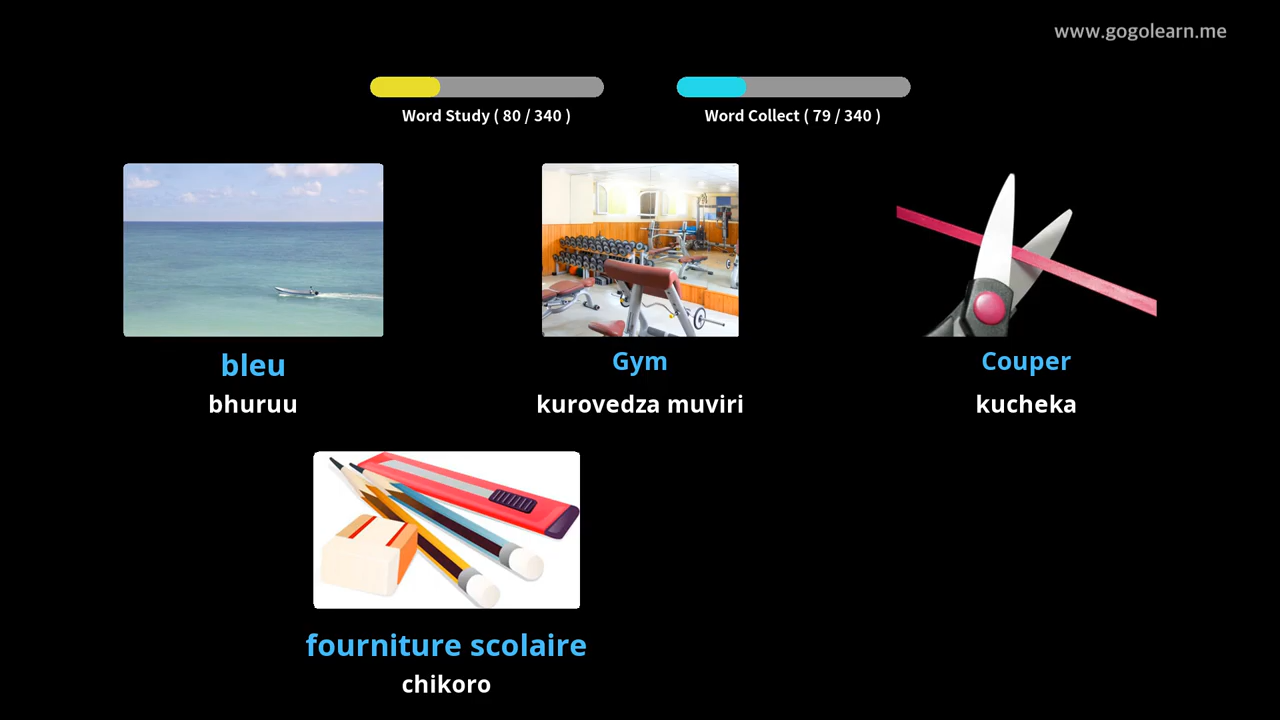 www.gogolearn.me
Word Study ( 80 / 340 )
Word Collect ( 79 / 340 )
bleu
bhuruu
Gym
kurovedza muviri
Couper
kucheka
fourniture scolaire
chikoro